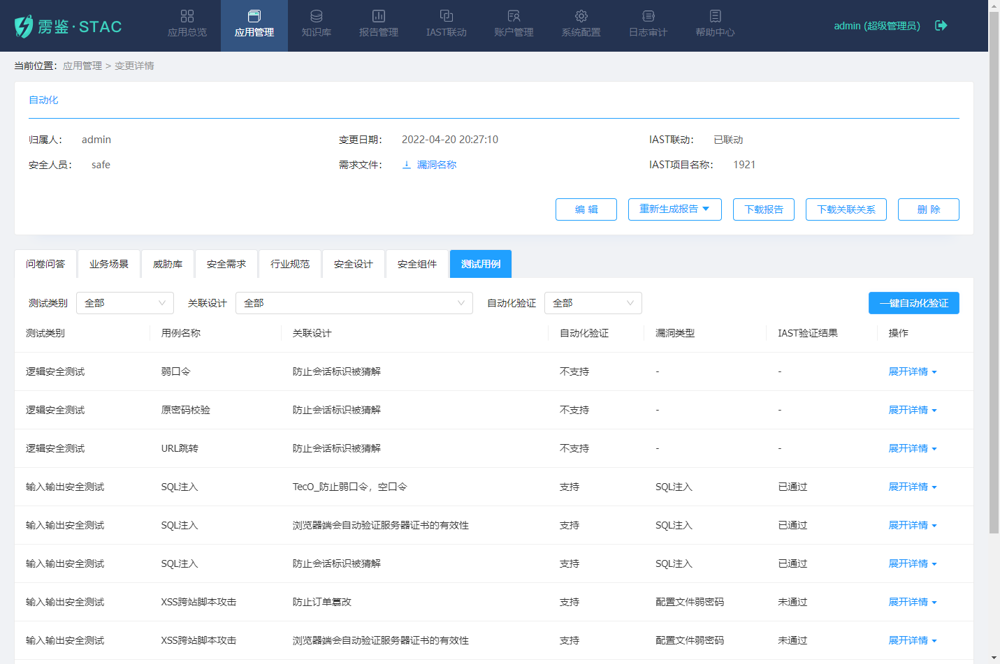 雳鉴·STAC
应用总览
应用管理
知识库
报告管理
IAST联动
账户管理
系统配置
日志审计
帮助中心
admin (超级管理员)
当前位置： 应用管理 > 变更详情
自动化
归属人： admin
变更日期： 2022-04-20 20:27:10
IAST联动： 已联动
安全人员： safe
需求文件： 漏洞名称
IAST项目名称： 1921
编 辑
重新生成报告
下载报告
下载关联关系
删 除
问卷问答
业务场景
威胁库
安全需求
行业规范
安全设计
安全组件
测试用例
测试类别 全部
关联设计 全部
自动化验证 全部
一键自动化验证
测试类别 用例名称 关联设计 自动化验证 漏洞类型 IAST验证结果 操作
逻辑安全测试 弱口令 防止会话标识被猜解 不支持 - - 展开详情
逻辑安全测试 原密码校验 防止会话标识被猜解 不支持 - - 展开详情
逻辑安全测试 URL跳转 防止会话标识被猜解 不支持 - - 展开详情
输入输出安全测试 SQL注入 TecO_防止弱口令，空口令 支持 SQL注入 已通过 展开详情
输入输出安全测试 SQL注入 浏览器端会自动验证服务器证书的有效性 支持 SQL注入 已通过 展开详情
输入输出安全测试 SQL注入 防止会话标识被猜解 支持 SQL注入 已通过 展开详情
输入输出安全测试 XSS跨站脚本攻击 防止订单篡改 支持 配置文件弱密码 未通过 展开详情
输入输出安全测试 XSS跨站脚本攻击 浏览器端会自动验证服务器证书的有效性 支持 配置文件弱密码 未通过 展开详情